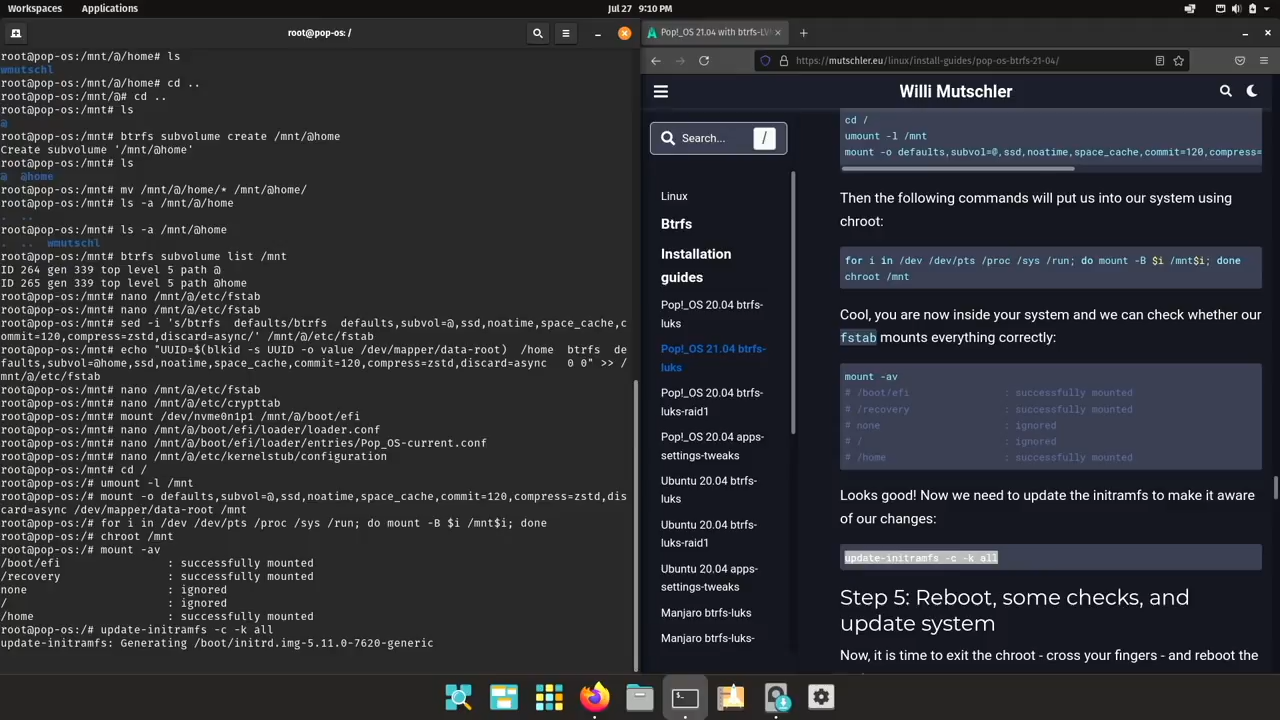 Workspaces Applications Jul 27 9:10 PM
root@pop-os: /
root@pop-os:/mnt/@/home# ls
wmutschl
root@pop-os:/mnt/@/home# cd ..
root@pop-os:/mnt/@# cd ..
root@pop-os:/mnt# ls
@
root@pop-os:/mnt# btrfs subvolume create /mnt/@home
Create subvolume '/mnt/@home'
root@pop-os:/mnt# ls
@ @home
root@pop-os:/mnt# mv /mnt/@/home/* /mnt/@home/
root@pop-os:/mnt# ls -a /mnt/@/home
. ..
root@pop-os:/mnt# ls -a /mnt/@home
. .. wmutschl
root@pop-os:/mnt# btrfs subvolume list /mnt
ID 264 gen 339 top level 5 path @
ID 265 gen 339 top level 5 path @home
root@pop-os:/mnt# nano /mnt/@/etc/fstab
root@pop-os:/mnt# nano /mnt/@/etc/fstab
root@pop-os:/mnt# sed -i 's/btrfs  defaults/btrfs  defaults,subvol=@,ssd,noatime,space_cache,c
ommit=120,compress=zstd,discard=async/' /mnt/@/etc/fstab
root@pop-os:/mnt# echo "UUID=$(blkid -s UUID -o value /dev/mapper/data-root)  /home  btrfs  de
faults,subvol=@home,ssd,noatime,space_cache,commit=120,compress=zstd,discard=async   0 0" >> /
mnt/@/etc/fstab
root@pop-os:/mnt# nano /mnt/@/etc/fstab
root@pop-os:/mnt# nano /mnt/@/etc/crypttab
root@pop-os:/mnt# mount /dev/nvme0n1p1 /mnt/@/boot/efi
root@pop-os:/mnt# nano /mnt/@/boot/efi/loader/loader.conf
root@pop-os:/mnt# nano /mnt/@/boot/efi/loader/entries/Pop_OS-current.conf
root@pop-os:/mnt# nano /mnt/@/etc/kernelstub/configuration
root@pop-os:/mnt# cd /
root@pop-os:/# umount -l /mnt
root@pop-os:/# mount -o defaults,subvol=@,ssd,noatime,space_cache,commit=120,compress=zstd,dis
card=async /dev/mapper/data-root /mnt
root@pop-os:/# for i in /dev /dev/pts /proc /sys /run; do mount -B $i /mnt$i; done
root@pop-os:/# chroot /mnt
root@pop-os:/# mount -av
/boot/efi : successfully mounted
/recovery : successfully mounted
none : ignored
/ : ignored
/home : successfully mounted
root@pop-os:/# update-initramfs -c -k all
update-initramfs: Generating /boot/initrd.img-5.11.0-7620-generic
Pop!_OS 21.04 with btrfs-LV
https://mutschler.eu/linux/install-guides/pop-os-btrfs-21-04/
Willi Mutschler
Search... /
Linux
Btrfs
Installation
guides
Pop!_OS 20.04 btrfs-
luks
Pop!_OS 21.04 btrfs-
luks
Pop!_OS 20.04 btrfs-
luks-raid1
Pop!_OS 20.04 apps-
settings-tweaks
Ubuntu 20.04 btrfs-
luks
Ubuntu 20.04 btrfs-
luks-raid1
Ubuntu 20.04 apps-
settings-tweaks
Manjaro btrfs-luks
Manjaro btrfs-luks-
cd /
umount -l /mnt
mount -o defaults,subvol=@,ssd,noatime,space_cache,commit=120,compress=
Then the following commands will put us into our system using
chroot:
for i in /dev /dev/pts /proc /sys /run; do mount -B $i /mnt$i; done
chroot /mnt
Cool, you are now inside your system and we can check whether our
fstab mounts everything correctly:
mount -av
# /boot/efi : successfully mounted
# /recovery : successfully mounted
# none : ignored
# / : ignored
# /home : successfully mounted
Looks good! Now we need to update the initramfs to make it aware
of our changes:
update-initramfs -c -k all
Step 5: Reboot, some checks, and
update system
Now, it is time to exit the chroot - cross your fingers - and reboot the